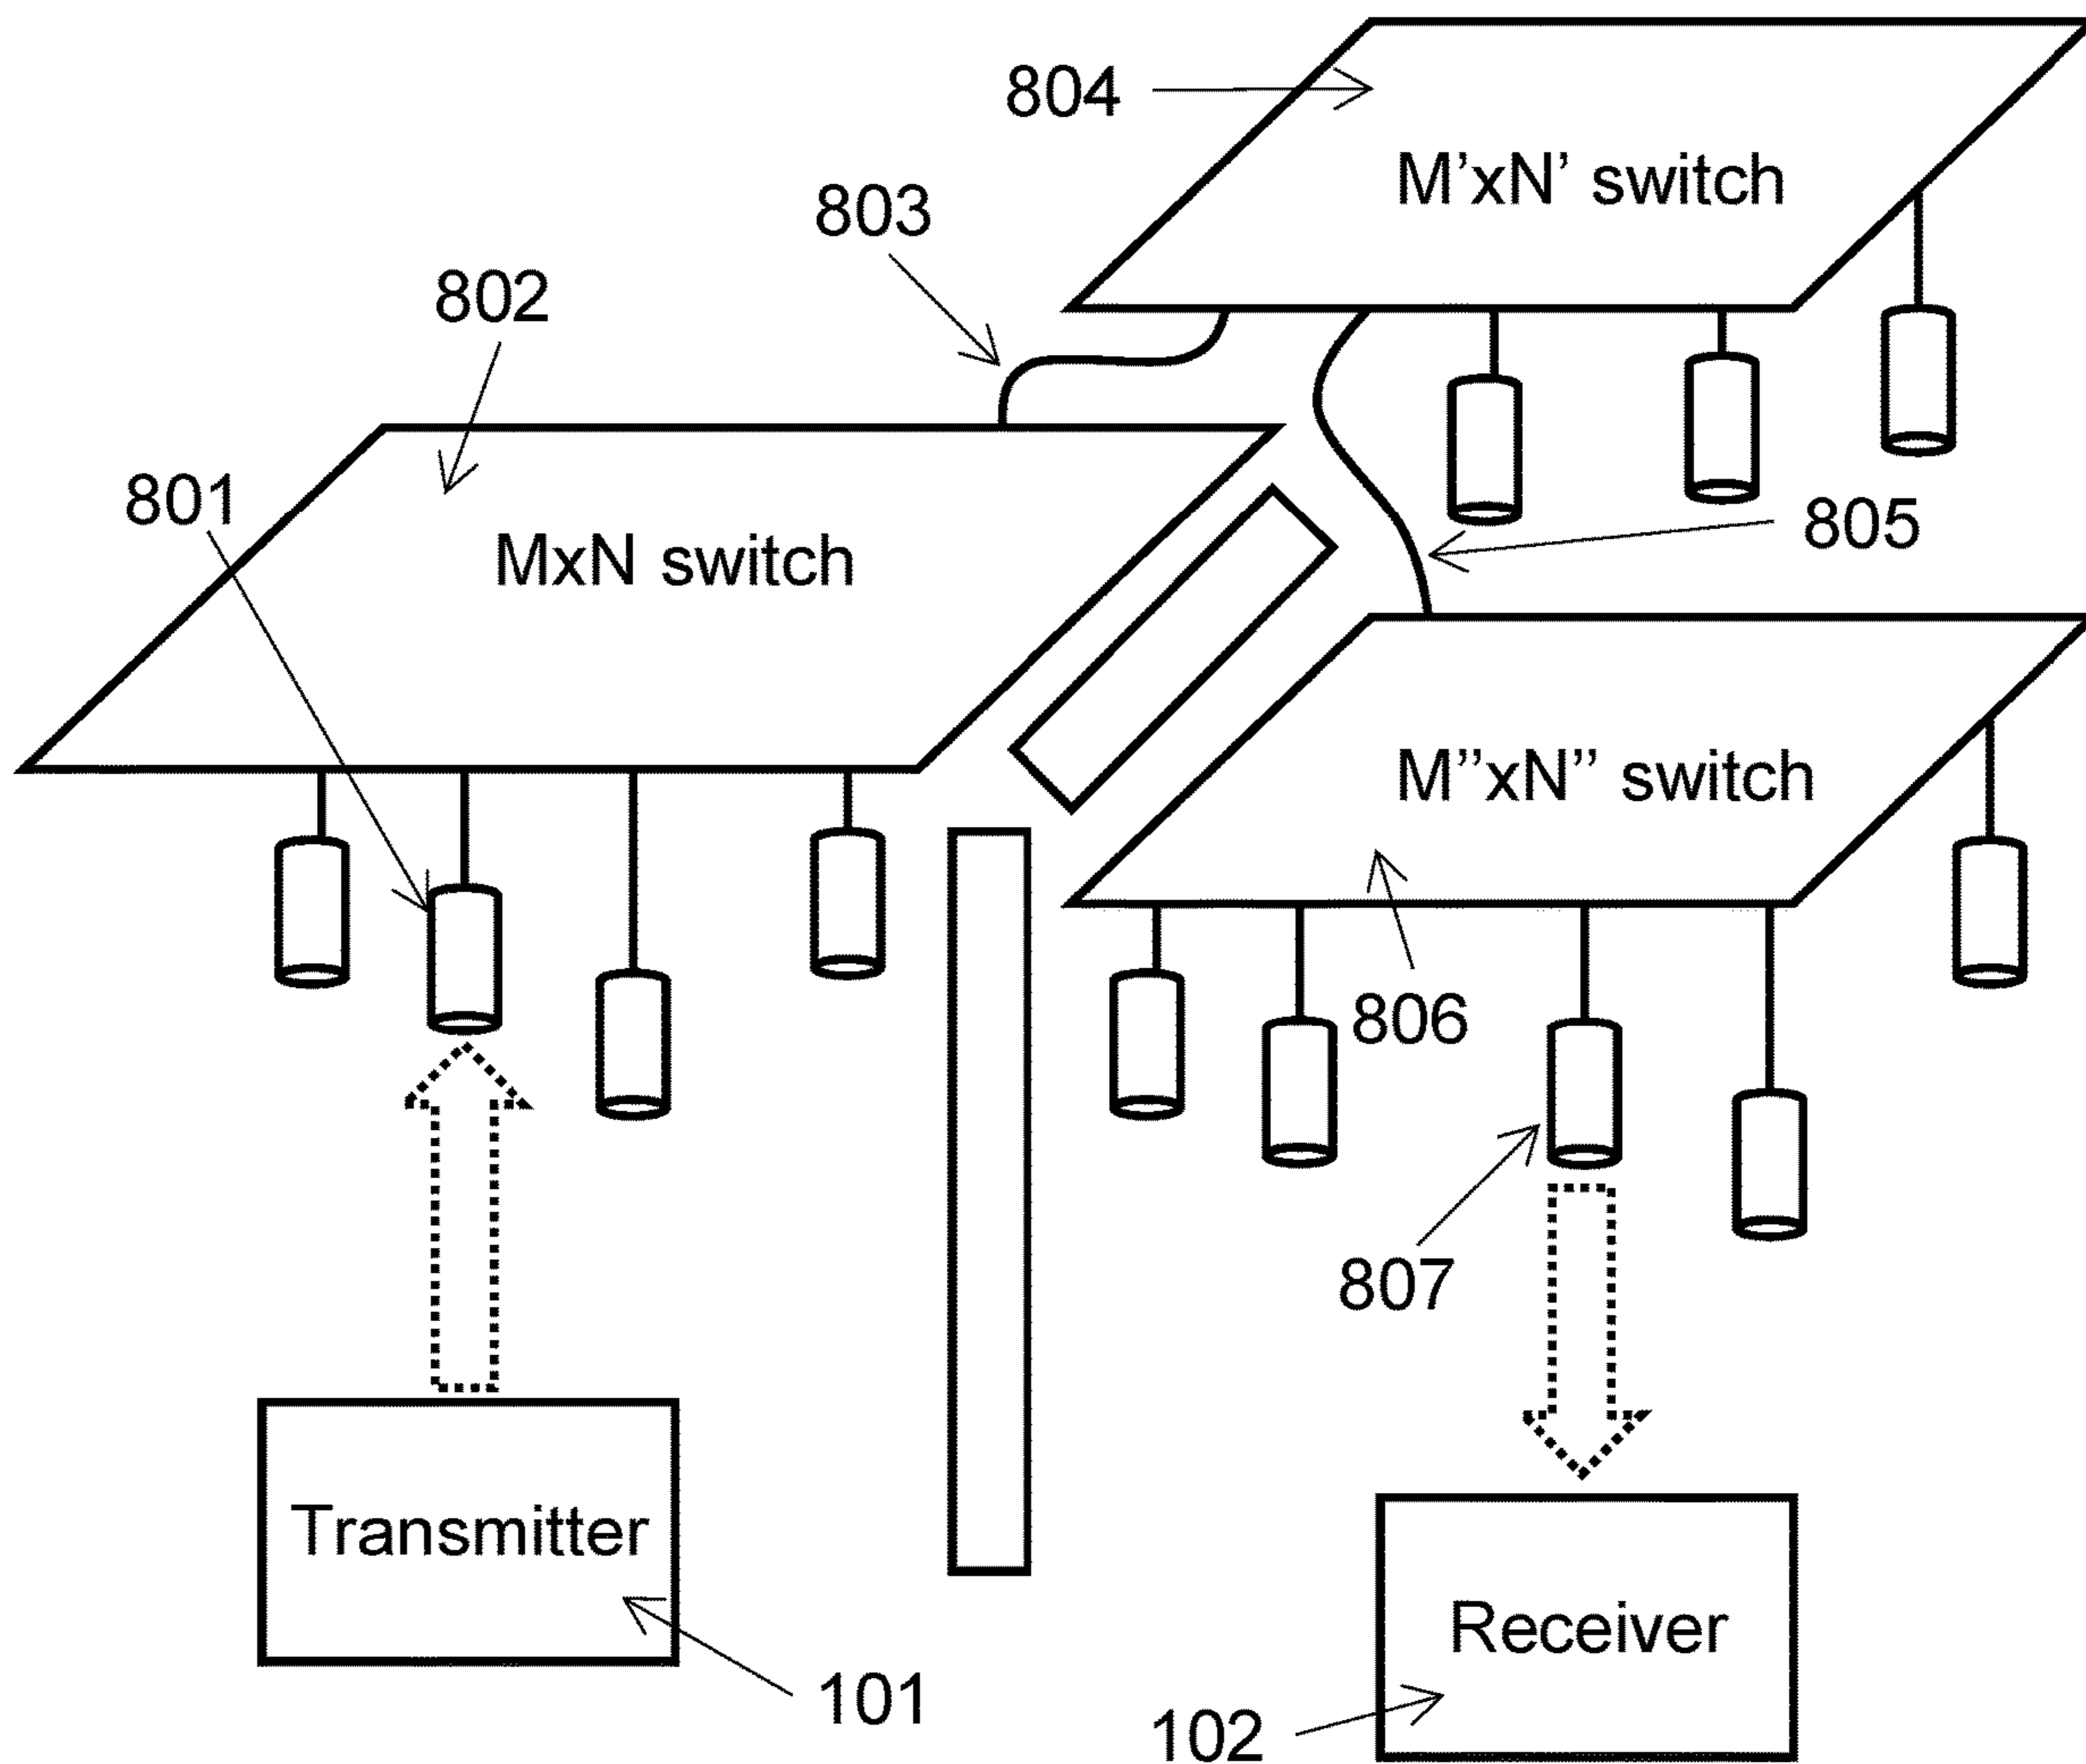 804
M’xN’ switch
803
802
801
MxN switch
805
M”xN” switch
806
807
Transmitter
Receiver
101
102